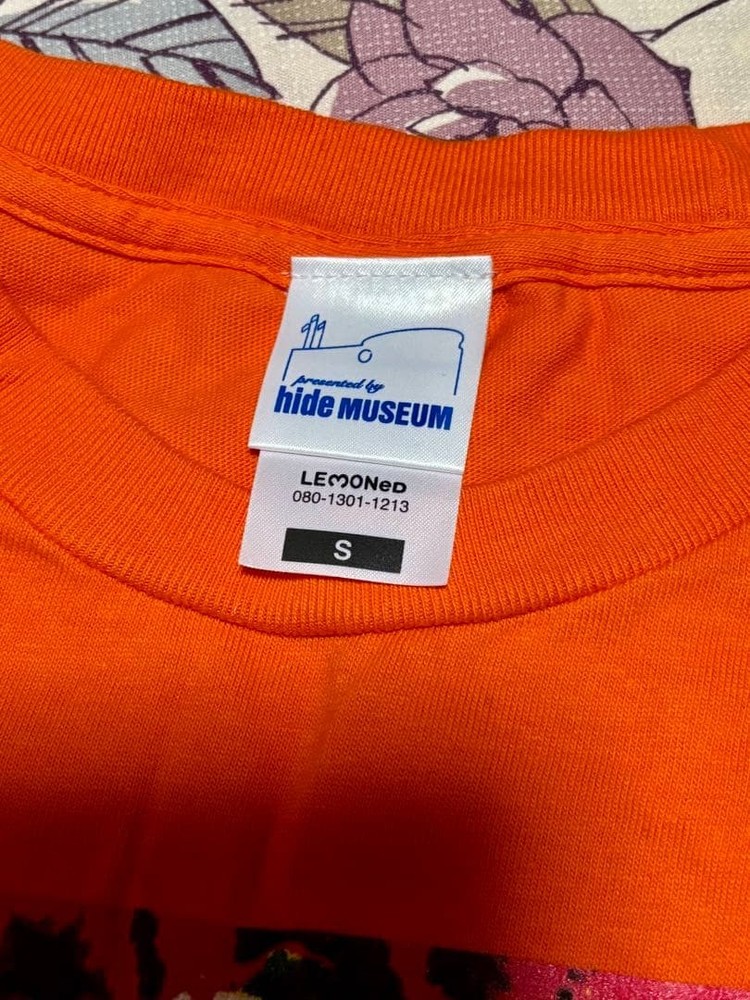 presented by
hide MUSEUM
LEMONeD
080-1301-1213
S